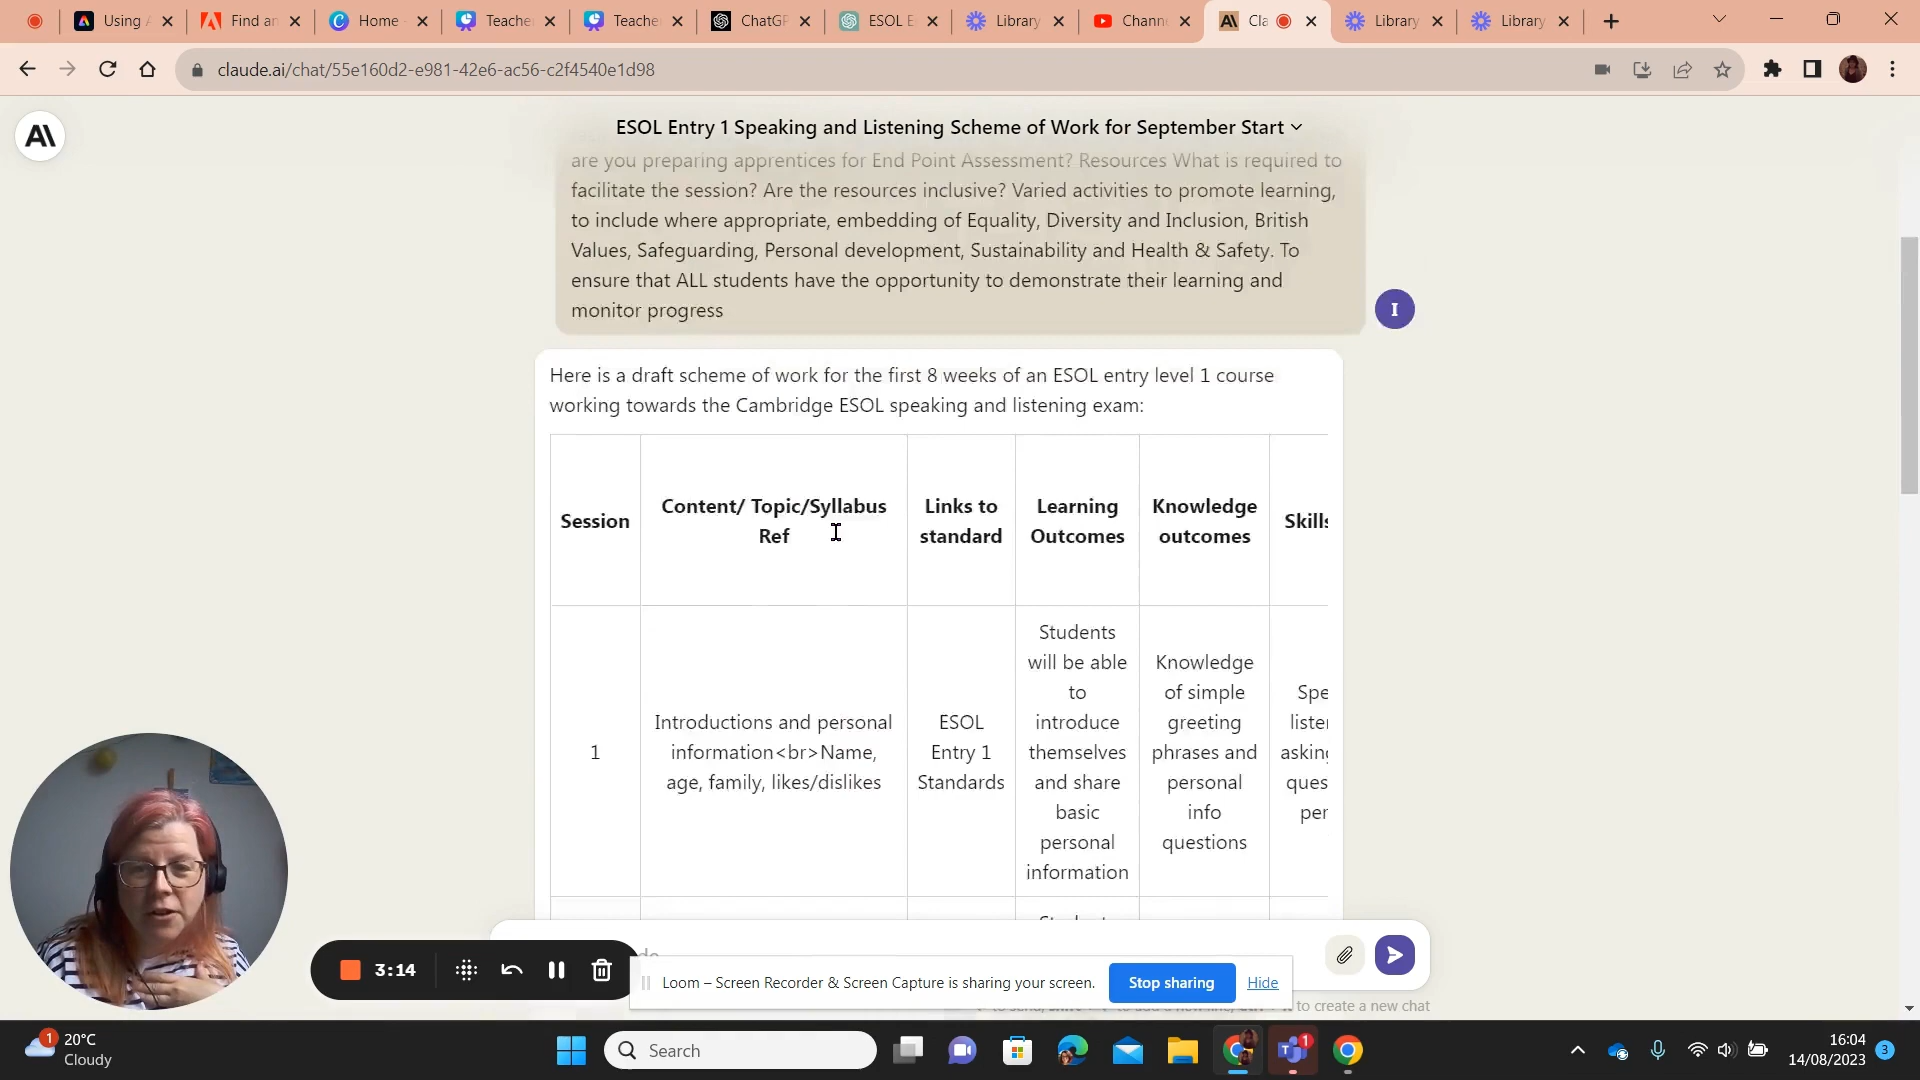 Using A
Find an
Home
Teache
Teache
ChatGP
ESOL E
Library
Chann
Cla
Library
Library
claude.ai/chat/55e160d2-e981-42e6-ac56-c2f4540e1d98
ESOL Entry 1 Speaking and Listening Scheme of Work for September Start
are you preparing apprentices for End Point Assessment? Resources What is required to
facilitate the session? Are the resources inclusive? Varied activities to promote learning,
to include where appropriate, embedding of Equality, Diversity and Inclusion, British
Values, Safeguarding, Personal development, Sustainability and Health & Safety. To
ensure that ALL students have the opportunity to demonstrate their learning and
monitor progress
I
Here is a draft scheme of work for the first 8 weeks of an ESOL entry level 1 course
working towards the Cambridge ESOL speaking and listening exam:
Session
Content/ Topic/Syllabus
Ref
Links to
standard
Learning
Outcomes
Knowledge
outcomes
Skills
1
Introductions and personal
information<br>Name,
age, family, likes/dislikes
ESOL
Entry 1
Standards
Students
will be able
to
introduce
themselves
and share
basic
personal
information
Knowledge
of simple
greeting
phrases and
personal
info
questions
Spe
lister
asking
ques
per
3:14
Loom – Screen Recorder & Screen Capture is sharing your screen.
Stop sharing
Hide
to create a new chat
1
20°C
Cloudy
Search
1
16:04
14/08/2023
3